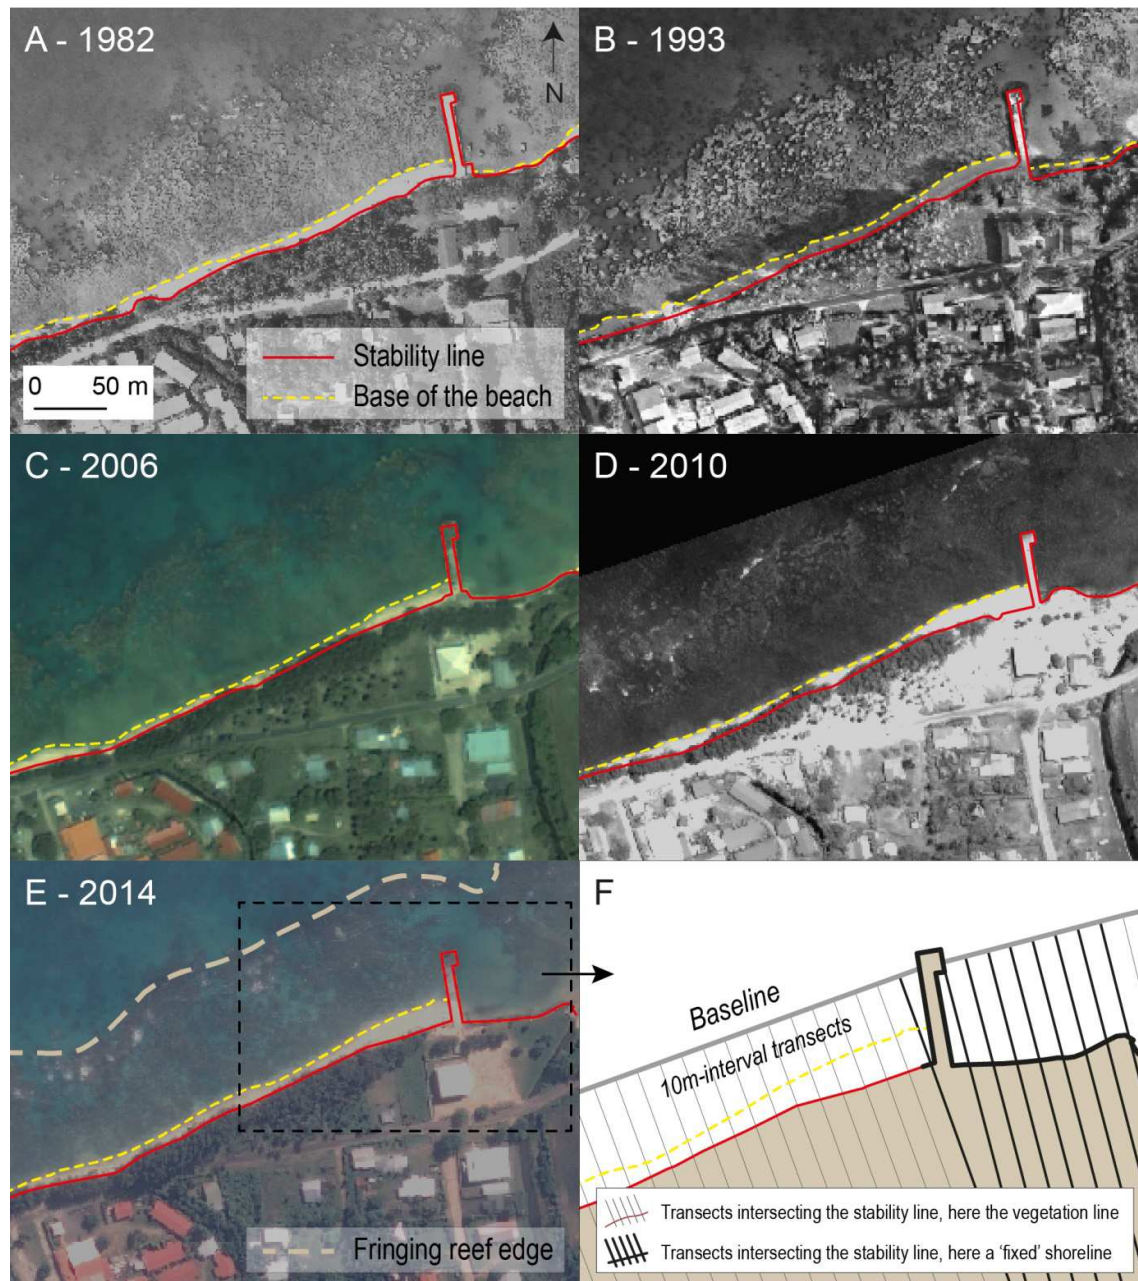 A - 1982
N
0 50 m
Stability line
Base of the beach
B - 1993
C - 2006
D - 2010
E - 2014
Fringing reef edge
F
Baseline
10m-interval transects
Transects intersecting the stability line, here the vegetation line
Transects intersecting the stability line, here a 'fixed' shoreline